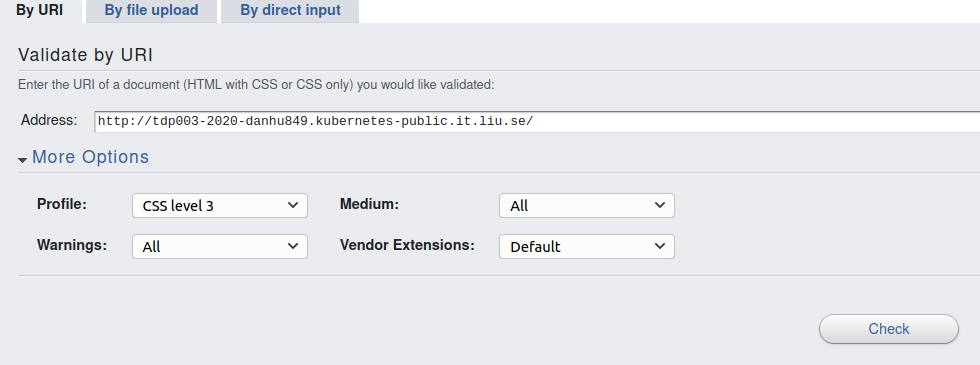 By URI By file upload By direct input
Validate by URI
Enter the URI of a document (HTML with CSS or CSS only) you would like validated:
Address: http://tdp003-2020-danhu849.kubernetes-public.it.liu.se/
More Options
Profile: CSS level 3 Medium: All
Warnings: All Vendor Extensions: Default
Check